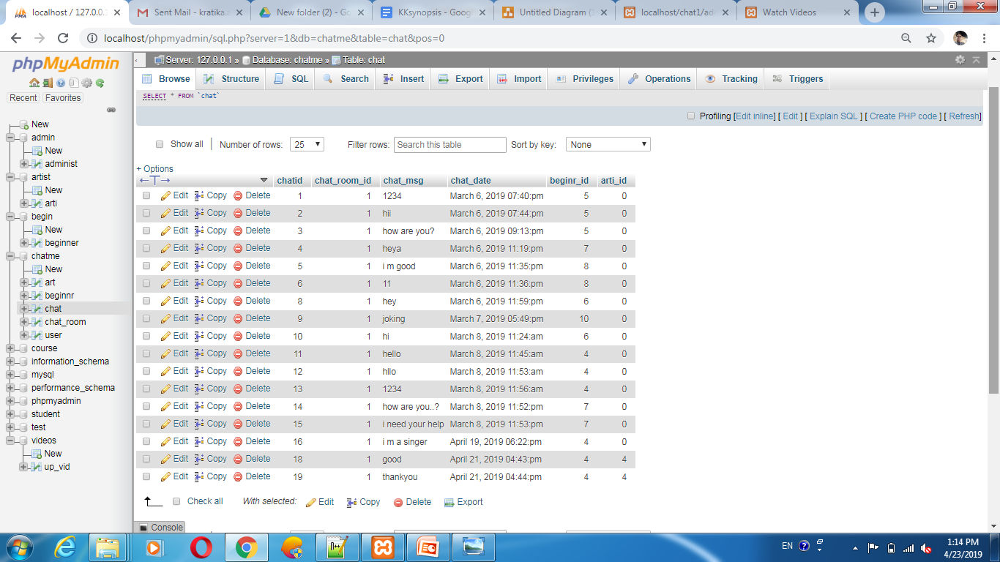 localhost / 127.0.0.
Sent Mail - kratika.
New folder (2) - Go
KKsynopsis - Googl
Untitled Diagram (
localhost/chat1/ad
Watch Videos
localhost/phpmyadmin/sql.php?server=1&db=chatme&table=chat&pos=0
phpMyAdmin
Recent Favorites
New
admin
New
administ
artist
New
arti
begin
New
beginner
chatme
New
art
beginnr
chat
chat_room
user
course
information_schema
mysql
performance_schema
phpmyadmin
student
test
videos
New
up_vid
Server: 127.0.0.1 » Database: chatme » Table: chat
Browse Structure SQL Search Insert Export Import Privileges Operations Tracking Triggers
SELECT * FROM `chat`
Profiling [Edit inline] [ Edit ] [ Explain SQL ] [ Create PHP code ] [ Refresh]
Show all Number of rows: 25 Filter rows: Search this table Sort by key: None
+ Options
←T→ chatid chat_room_id chat_msg chat_date beginr_id arti_id
Edit Copy Delete 1 1 1234 March 6, 2019 07:40:pm 5 0
Edit Copy Delete 2 1 hii March 6, 2019 07:44:pm 5 0
Edit Copy Delete 3 1 how are you? March 6, 2019 09:13:pm 5 0
Edit Copy Delete 4 1 heya March 6, 2019 11:19:pm 7 0
Edit Copy Delete 5 1 i m good March 6, 2019 11:35:pm 8 0
Edit Copy Delete 6 1 11 March 6, 2019 11:36:pm 8 0
Edit Copy Delete 8 1 hey March 6, 2019 11:59:pm 6 0
Edit Copy Delete 9 1 joking March 7, 2019 05:49:pm 10 0
Edit Copy Delete 10 1 hi March 8, 2019 11:24:am 6 0
Edit Copy Delete 11 1 hello March 8, 2019 11:45:am 4 0
Edit Copy Delete 12 1 hllo March 8, 2019 11:53:am 4 0
Edit Copy Delete 13 1 1234 March 8, 2019 11:56:am 4 0
Edit Copy Delete 14 1 how are you..? March 8, 2019 11:52:pm 7 0
Edit Copy Delete 15 1 i need your help March 8, 2019 11:53:pm 7 0
Edit Copy Delete 16 1 i m a singer April 19, 2019 06:22:pm 4 0
Edit Copy Delete 18 1 good April 21, 2019 04:43:pm 4 4
Edit Copy Delete 19 1 thankyou April 21, 2019 04:44:pm 4 4
Check all With selected: Edit Copy Delete Export
Console
EN
1:14 PM
4/23/2019